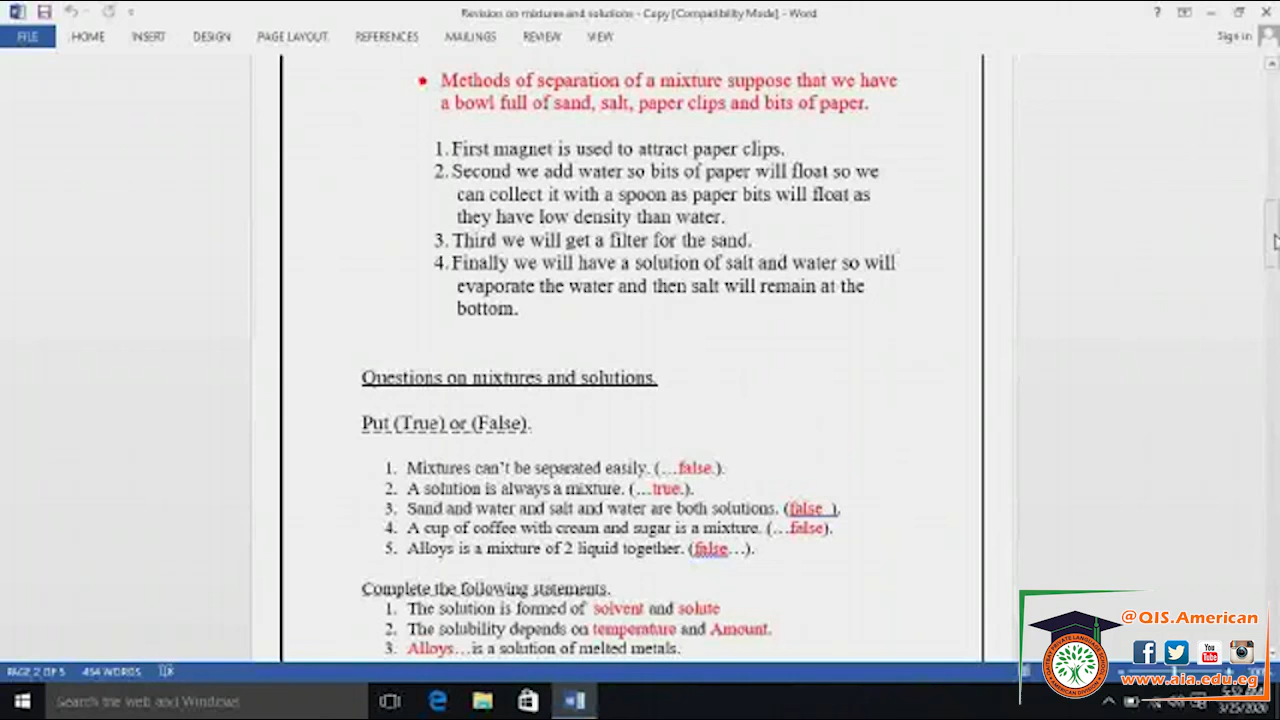 Revision on mixtures and solutions - Copy [Compatibility Mode] - Word
FILE HOME INSERT DESIGN PAGE LAYOUT REFERENCES MAILINGS REVIEW VIEW Sign in
• Methods of separation of a mixture suppose that we have
a bowl full of sand, salt, paper clips and bits of paper.
1. First magnet is used to attract paper clips.
2. Second we add water so bits of paper will float so we
can collect it with a spoon as paper bits will float as
they have low density than water.
3. Third we will get a filter for the sand.
4. Finally we will have a solution of salt and water so will
evaporate the water and then salt will remain at the
bottom.
Questions on mixtures and solutions.
Put (True) or (False).
1. Mixtures can't be separated easily. (…false.).
2. A solution is always a mixture. (…true.).
3. Sand and water and salt and water are both solutions. (false ).
4. A cup of coffee with cream and sugar is a mixture. (…false).
5. Alloys is a mixture of 2 liquid together. (false…).
Complete the following statements.
1. The solution is formed of solvent and solute
2. The solubility depends on temperature and Amount.
3. Alloys…is a solution of melted metals.
@QIS.American
You Tube
www.aia.edu.eg
AMERICAN DIVISION
PAGE 2 OF 5 454 WORDS
Search the web and Windows
3/25/2020